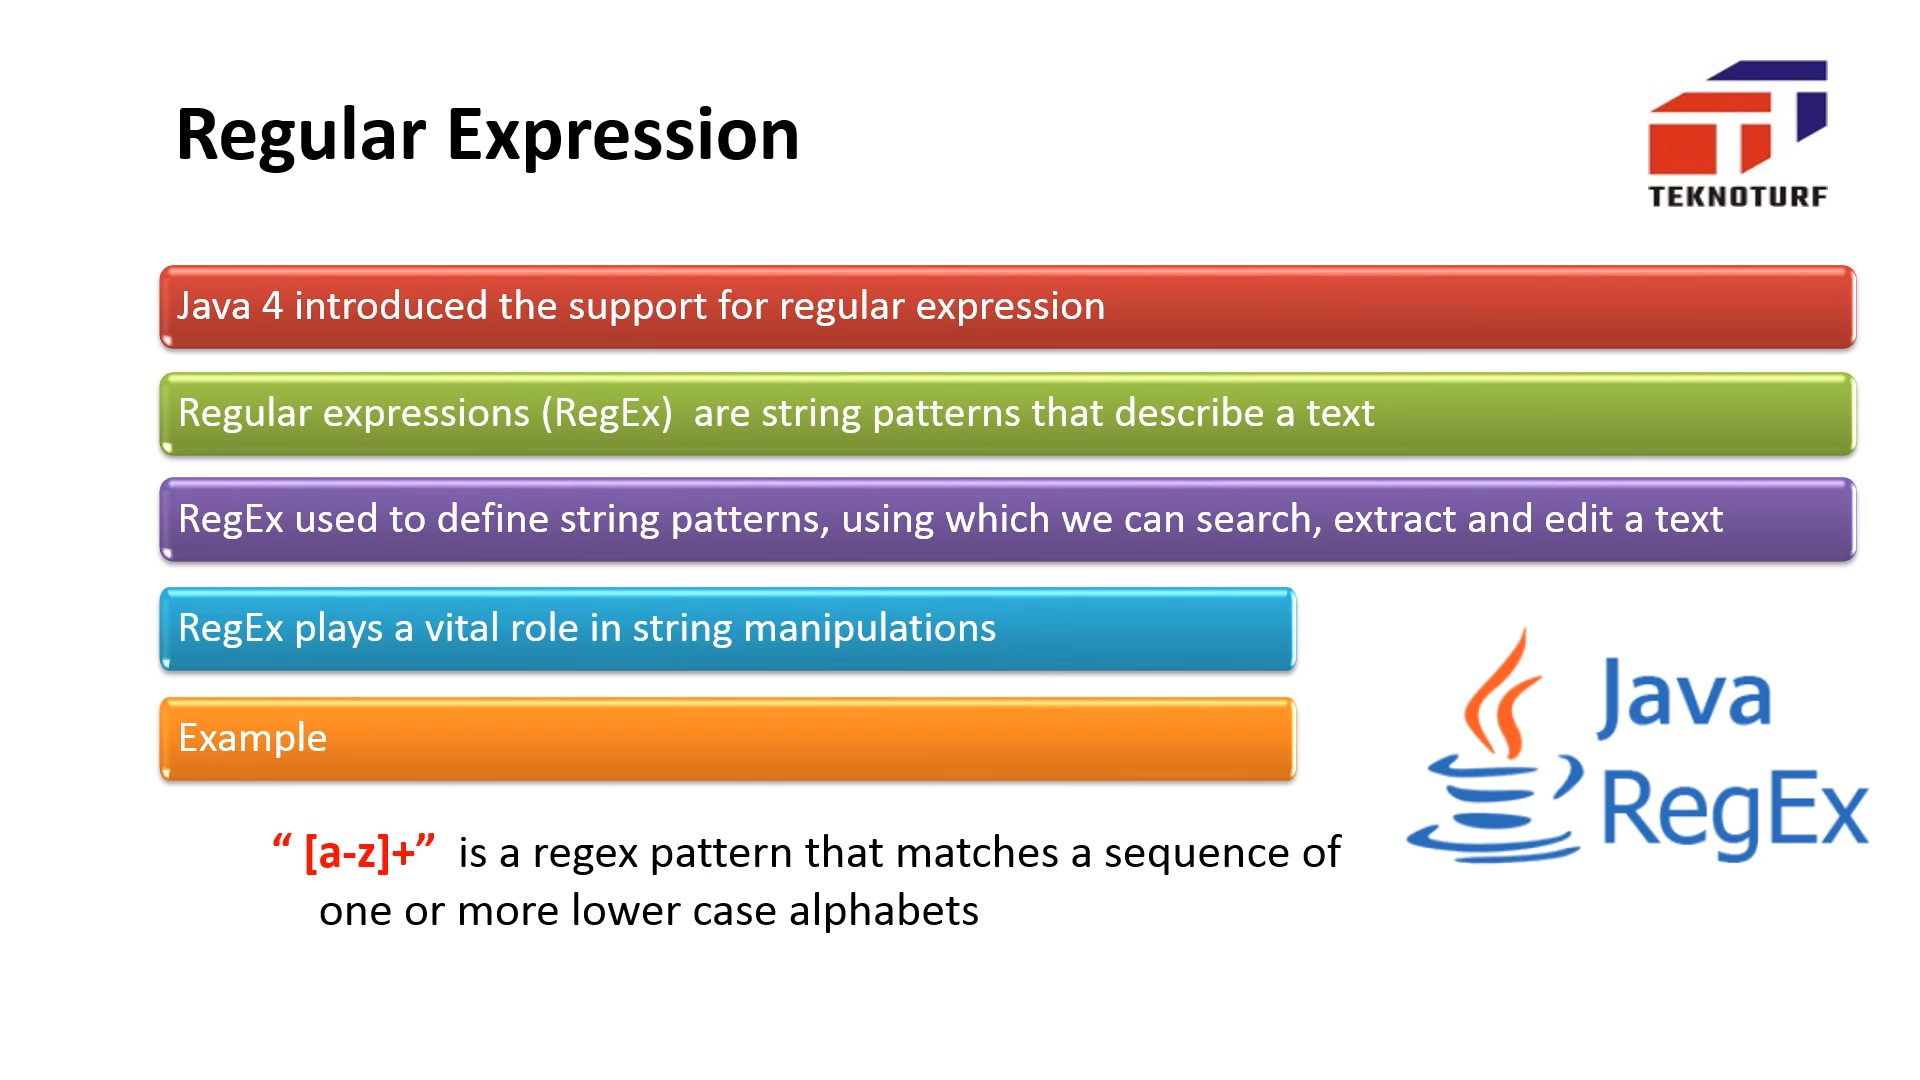 Regular Expression
TEKNOTURF
Java 4 introduced the support for regular expression
Regular expressions (RegEx)  are string patterns that describe a text
RegEx used to define string patterns, using which we can search, extract and edit a text
RegEx plays a vital role in string manipulations
Example
“ [a-z]+”  is a regex pattern that matches a sequence of
one or more lower case alphabets
Java
RegEx